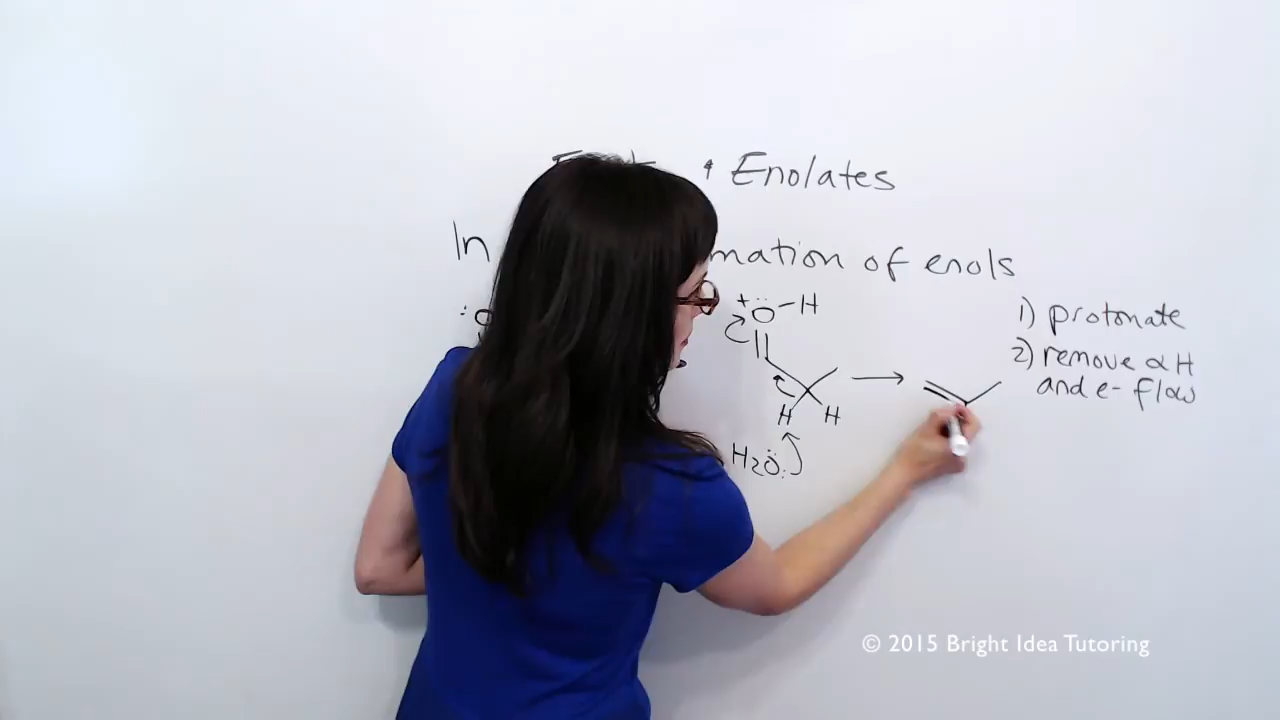 & Enolates
In mation of enols
:O + :O-H 1) protonate
2) remove α H
and e- flow
H H
H2O:
© 2015 Bright Idea Tutoring